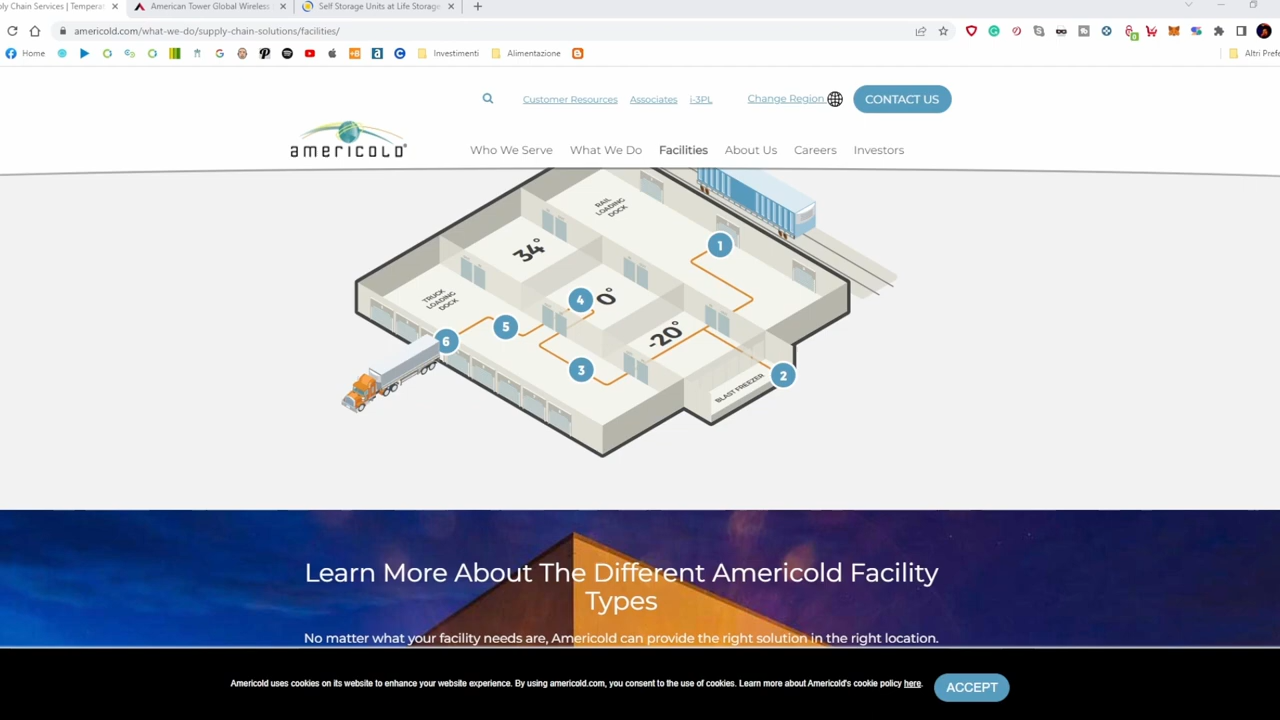 ply Chain Services | Temperat
American Tower Global Wireless
Self Storage Units at Life Storage
americold.com/what-we-do/supply-chain-solutions/facilities/
Home
Investimenti
Alimentazione
Altri Prefe
Customer Resources
Associates
i-3PL
Change Region
CONTACT US
americold
Who We Serve
What We Do
Facilities
About Us
Careers
Investors
RAIL
LOADING
DOCK
1
34°
TRUCK
LOADING
DOCK
4
0°
5
6
-20°
3
2
BLAST FREEZER
Learn More About The Different Americold Facility
Types
No matter what your facility needs are, Americold can provide the right solution in the right location.
Americold uses cookies on its website to enhance your website experience. By using americold.com, you consent to the use of cookies. Learn more about Americold's cookie policy here.
ACCEPT